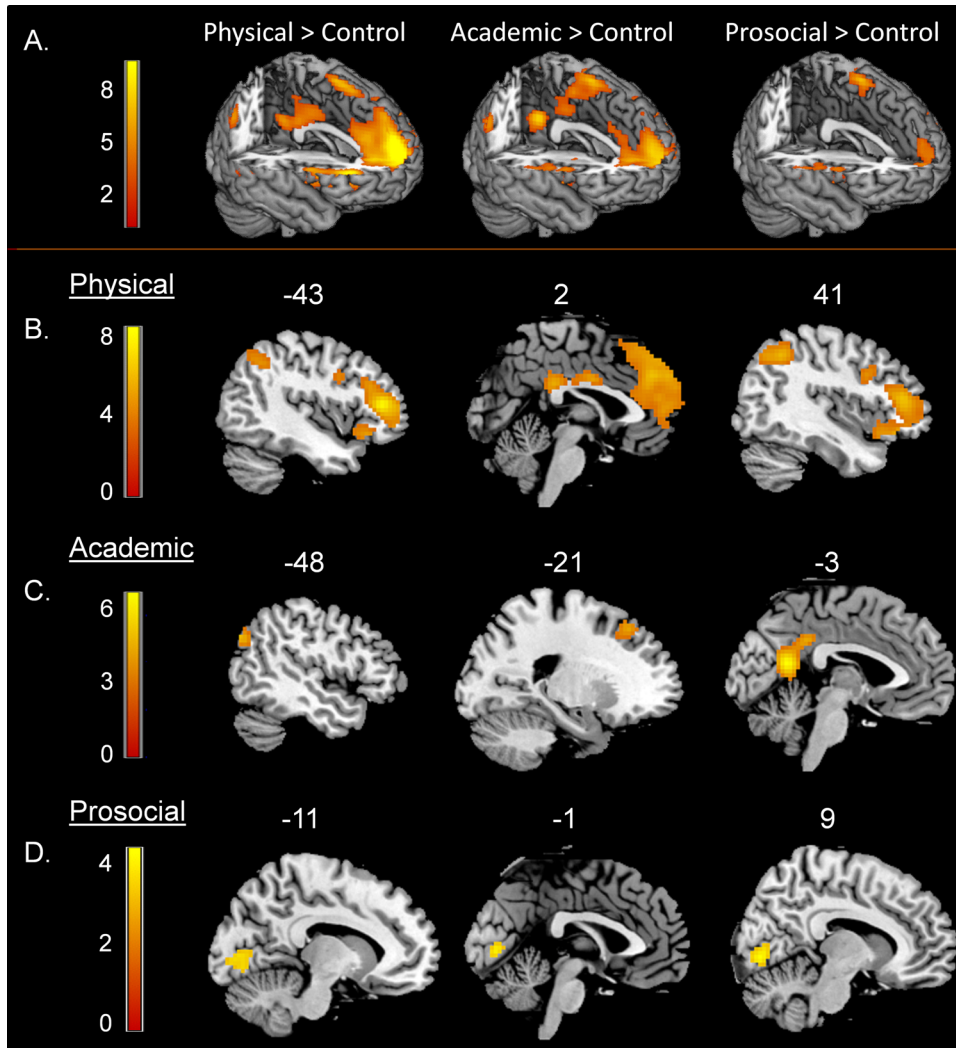 A.
Physical > Control
Academic > Control
Prosocial > Control
8
5
2
Physical
B.
-43
2
41
8
4
0
Academic
C.
-48
-21
-3
6
3
0
Prosocial
D.
-11
-1
9
4
2
0